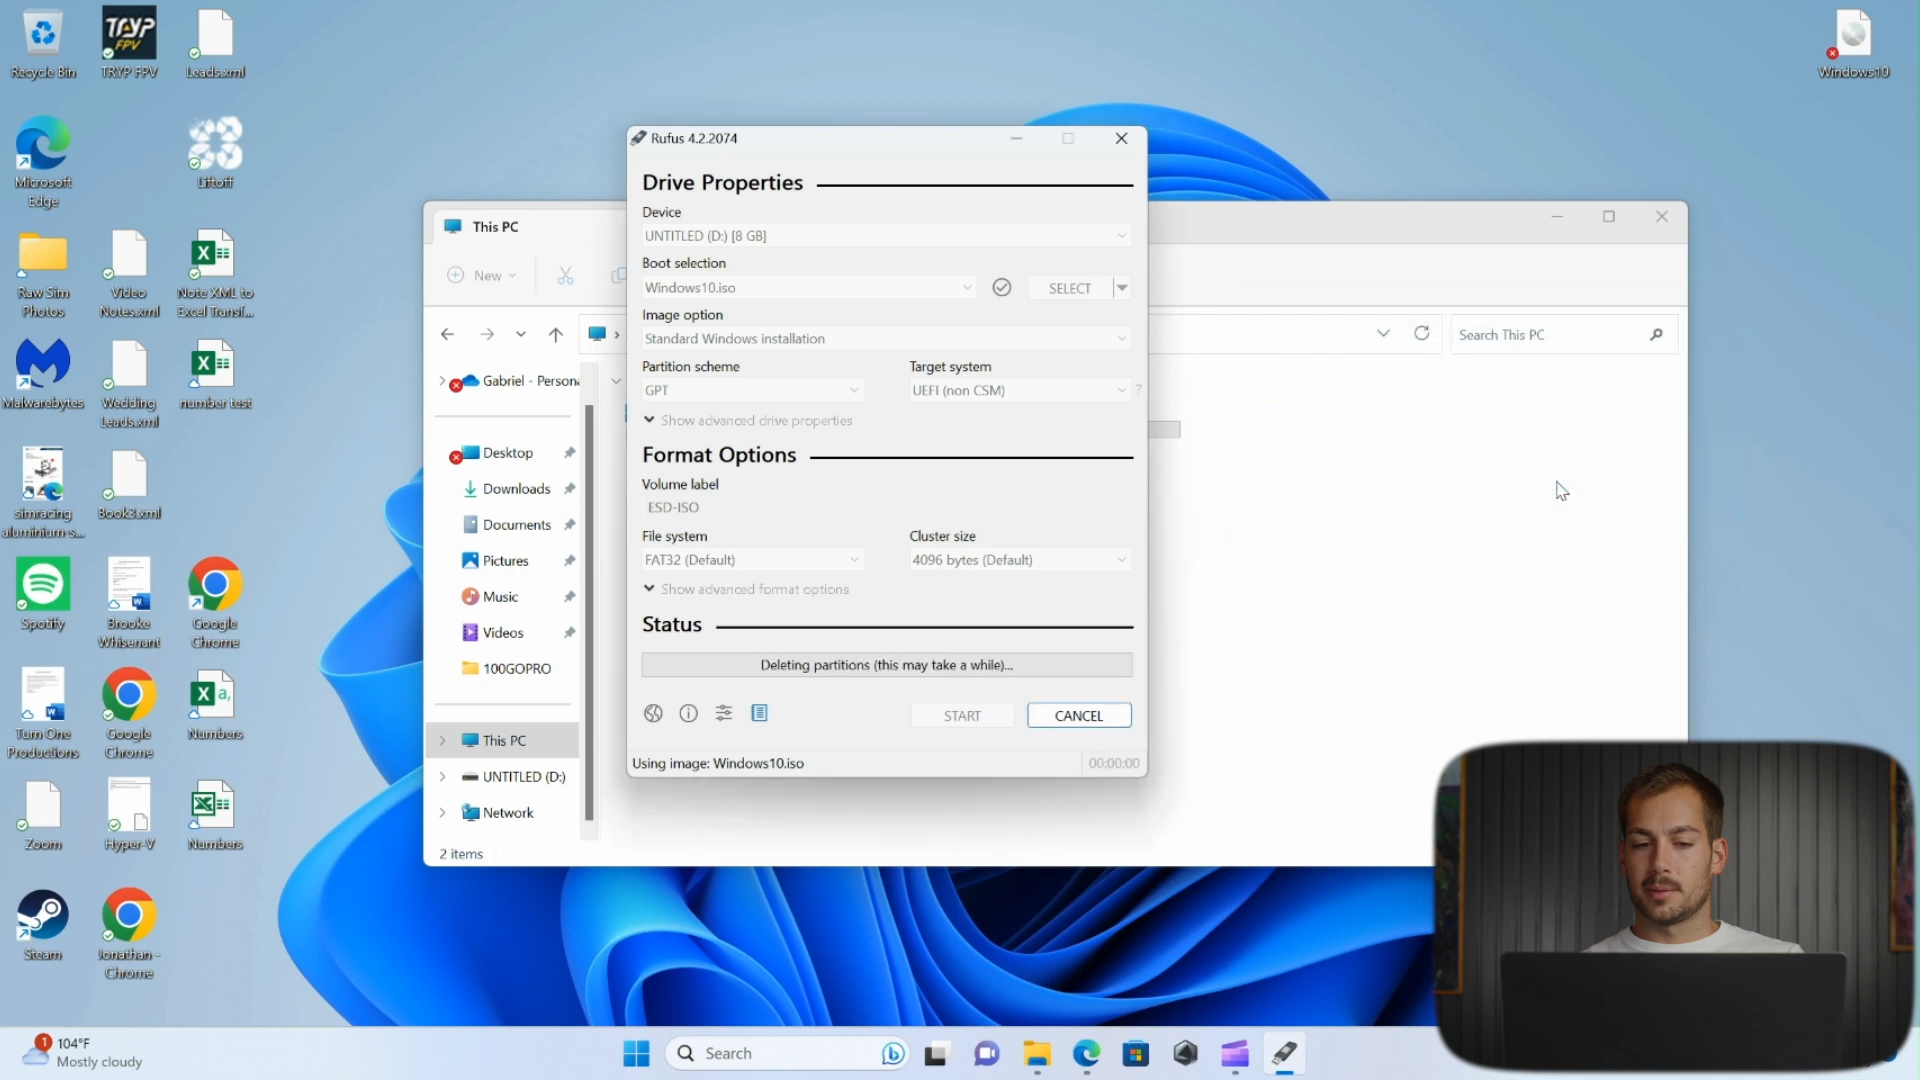 Recycle Bin
TRYP FPV
Leads.xml
Windows10
Microsoft
Edge
Liftoff
Raw Sim
Photos
Video
Notes.xml
Note XML to
Excel Transf...
Malwarebytes
Wedding
Leads.xml
number test
simracing
aluminium-s...
Book3.xml
Spotify
Brooke
Whisenant
Google
Chrome
Turn One
Productions
Google
Chrome
Numbers
Zoom
Hyper-V
Numbers
Steam
Jonathan -
Chrome
This PC
New
Search This PC
Gabriel - Persona
Desktop
Downloads
Documents
Pictures
Music
Videos
100GOPRO
This PC
UNTITLED (D:)
Network
2 items
Rufus 4.2.2074
Drive Properties
Device
UNTITLED (D:) [8 GB]
Boot selection
Windows10.iso
SELECT
Image option
Standard Windows installation
Partition scheme
Target system
GPT
UEFI (non CSM)
?
Show advanced drive properties
Format Options
Volume label
ESD-ISO
File system
Cluster size
FAT32 (Default)
4096 bytes (Default)
Show advanced format options
Status
Deleting partitions (this may take a while)...
START
CANCEL
Using image: Windows10.iso
00:00:00
1
104°F
Mostly cloudy
Search